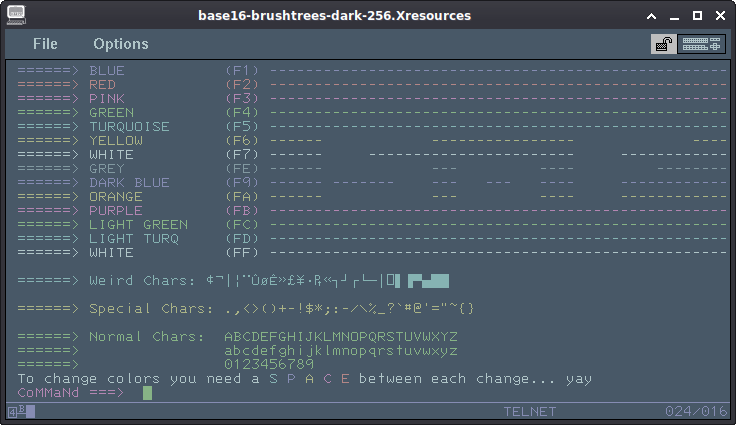 base16-brushtrees-dark-256.Xresources
File Options
======> BLUE (F1) ---------------------------------------------------
======> RED (F2) ---------------------------------------------------
======> PINK (F3) ---------------------------------------------------
======> GREEN (F4) ---------------------------------------------------
======> TURQUOISE (F5) ---------------------------------------------------
======> YELLOW (F6) ------            ----------------             ----
======> WHITE (F7) ------     ---------------------     ------------
======> GREY (FE) ------            ---         ---         --------
======> DARK BLUE (F9) ------ -------    ---   ---   ---    ------------
======> ORANGE (FA) ------            ---         ---         --------
======> PURPLE (FB) ------     ---------------------     ------------
======> LIGHT GREEN (FC) ---------------------------------------------------
======> LIGHT TURQ (FD) ---------------------------------------------------
======> WHITE (FF) ---------------------------------------------------
======> Weird Chars: ¢¬|¦¨ÛøÊ»£¥·₧«┐┘┌└─│
======> Special Chars: .,<>()+-!$*;:-/\%_?`#@'="~{}
======> Normal Chars: ABCDEFGHIJKLMNOPQRSTUVWXYZ
======> abcdefghijklmnopqrstuvwxyz
======> 0123456789
To change colors you need a S P A C E between each change... yay
CoMMaNd ===>
4B TELNET 024/016